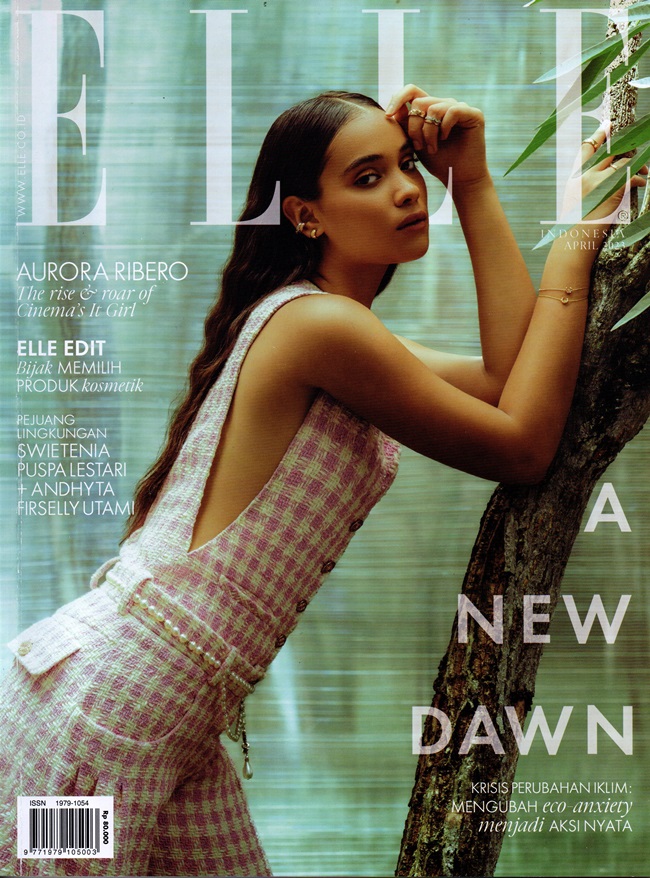 ELLE
WWW.ELLE.CO.ID
INDONESIA
APRIL 2023
AURORA RIBERO
The rise & roar of
Cinema's It Girl
ELLE EDIT
Bijak MEMILIH
PRODUK kosmetik
PEJUANG
LINGKUNGAN
SWIETENIA
PUSPA LESTARI
+ ANDHYTA
FIRSELLY UTAMI
A
NEW
DAWN
KRISIS PERUBAHAN IKLIM:
MENGUBAH eco-anxiety
menjadi AKSI NYATA
ISSN 1979-1054
Rp 80.000
9 771979 105003